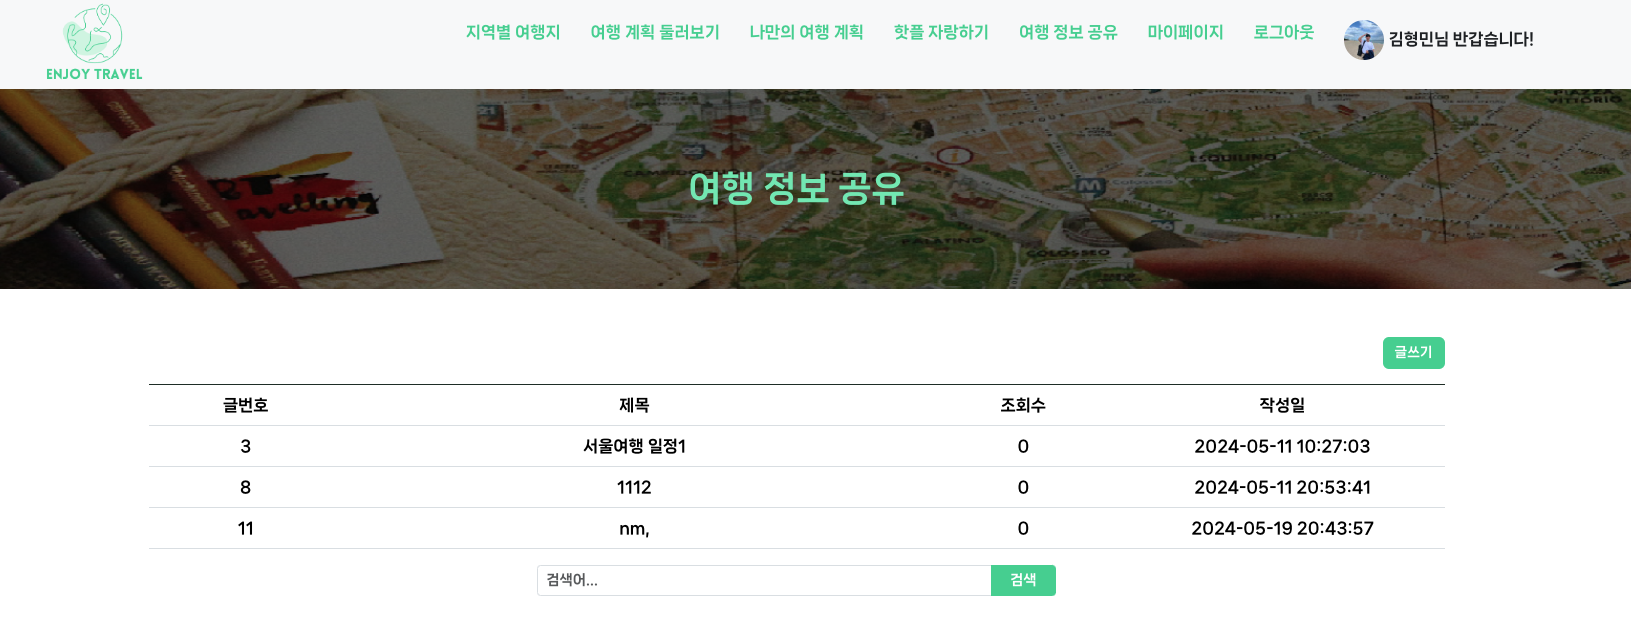 ENJOY TRAVEL
지역별 여행지 여행 계획 둘러보기 나만의 여행 계획 핫플 자랑하기 여행 정보 공유 마이페이지 로그아웃 김형민님 반갑습니다!
여행 정보 공유
ESQUILINO
COLOSSEO
PALATINO
글쓰기
글번호 제목 조회수 작성일
3 서울여행 일정1 0 2024-05-11 10:27:03
8 1112 0 2024-05-11 20:53:41
11 nm, 0 2024-05-19 20:43:57
검색어... 검색